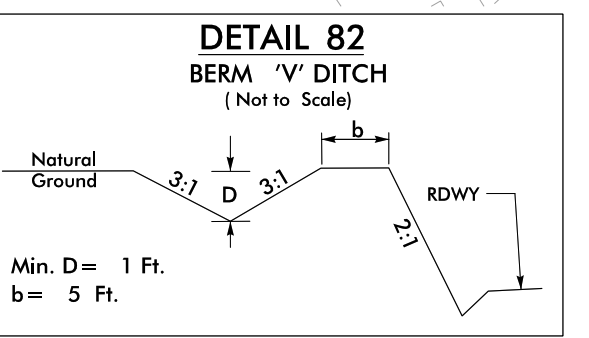 DETAIL 82
BERM 'V' DITCH
( Not to Scale)
b
Natural
Ground
3:1
D
3:1
RDWY
2:1
Min. D= 1 Ft.
b= 5 Ft.